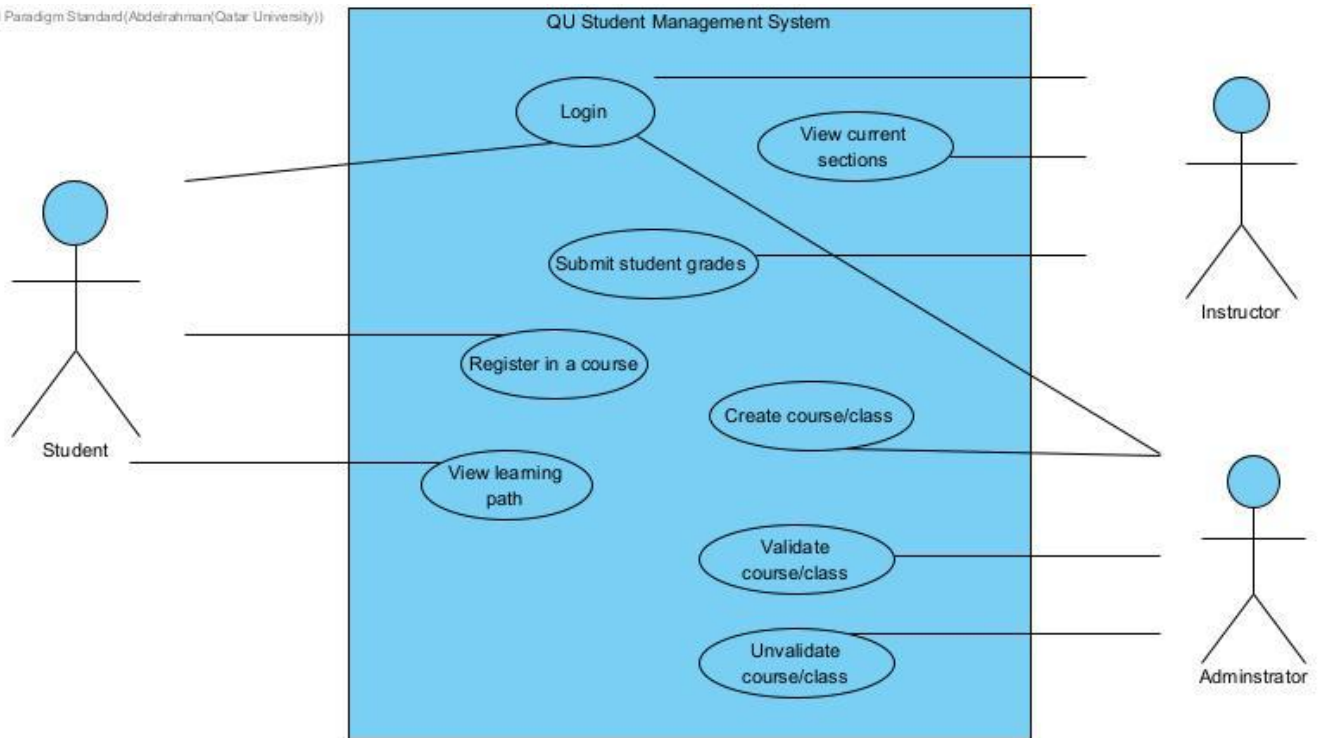 Paradigm Standard(Abdelrahman(Qatar University))
QU Student Management System
Login
View current
sections
Submit student grades
Instructor
Register in a course
Create course/class
Student
View learning
path
Validate
course/class
Unvalidate
course/class
Adminstrator